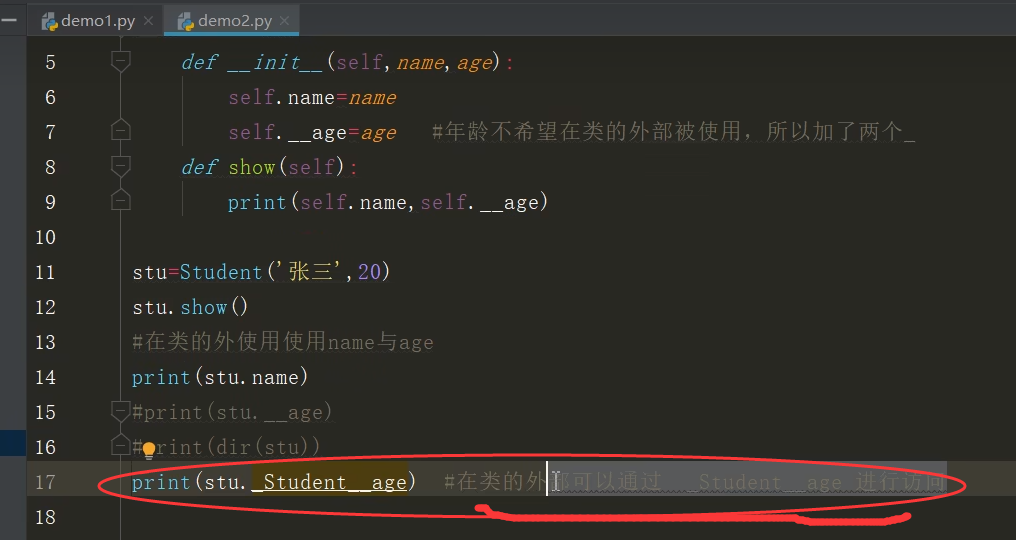 demo1.py demo2.py
5 def __init__(self,name,age):
6 self.name=name
7 self.__age=age #年龄不希望在类的外部被使用，所以加了两个_
8 def show(self):
9 print(self.name,self.__age)
10
11 stu=Student('张三',20)
12 stu.show()
13 #在类的外使用使用name与age
14 print(stu.name)
15 #print(stu.__age)
16 #print(dir(stu))
17 print(stu._Student__age) #在类的外部可以通过 _Student__age 进行访问
18